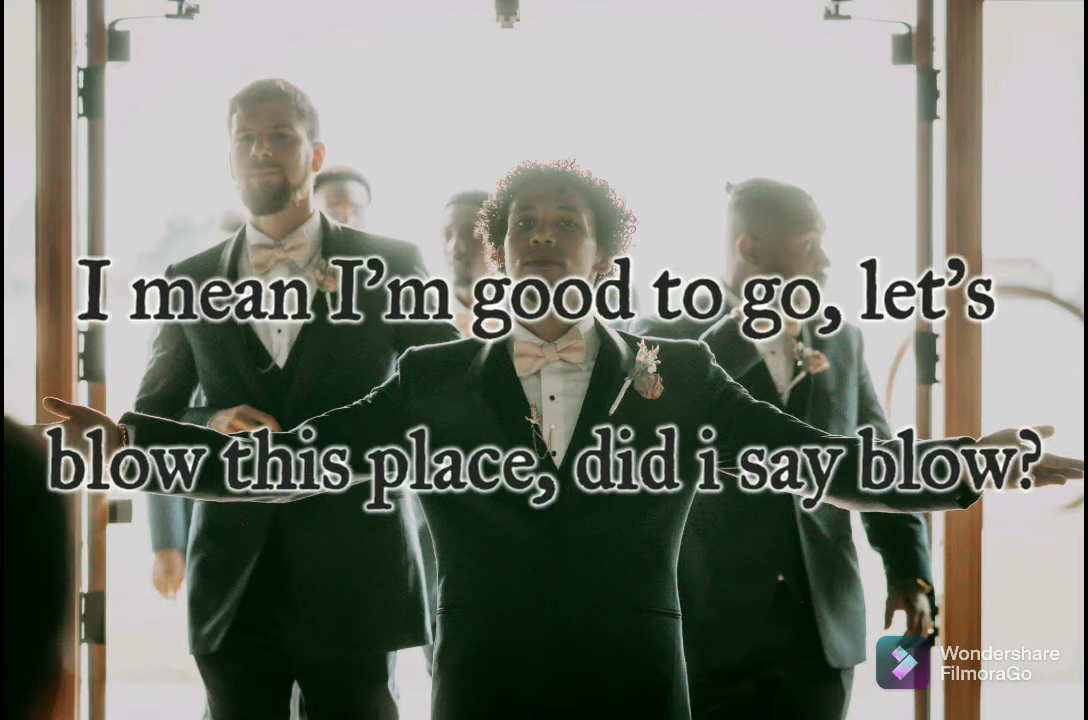 I mean I'm good to go, let's
blow this place, did i say blow?
Wondershare
FilmoraGo